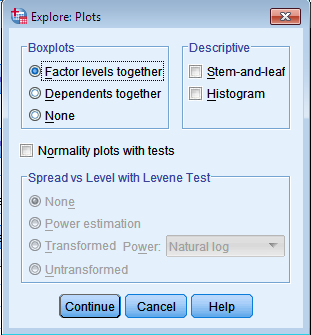 Explore: Plots
Boxplots
Factor levels together
Dependents together
None
Descriptive
Stem-and-leaf
Histogram
Normality plots with tests
Spread vs Level with Levene Test
None
Power estimation
Transformed Power: Natural log
Untransformed
Continue Cancel Help